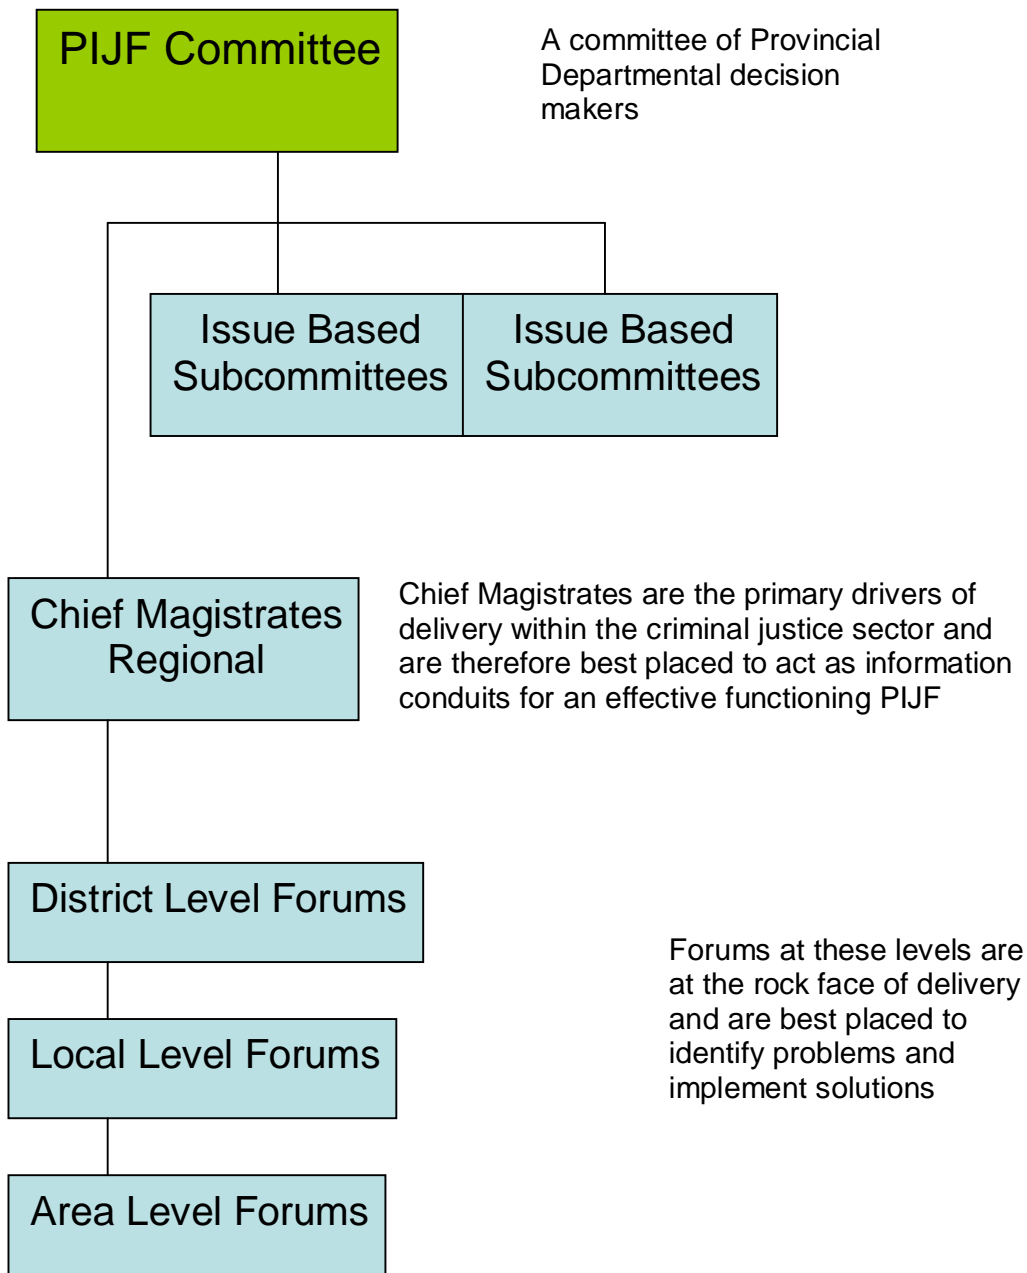 PIJF Committee
A committee of Provincial
Departmental decision
makers
Issue Based
Subcommittees
Issue Based
Subcommittees
Chief Magistrates
Regional
Chief Magistrates are the primary drivers of
delivery within the criminal justice sector and
are therefore best placed to act as information
conduits for an effective functioning PIJF
District Level Forums
Local Level Forums
Area Level Forums
Forums at these levels are
at the rock face of delivery
and are best placed to
identify problems and
implement solutions